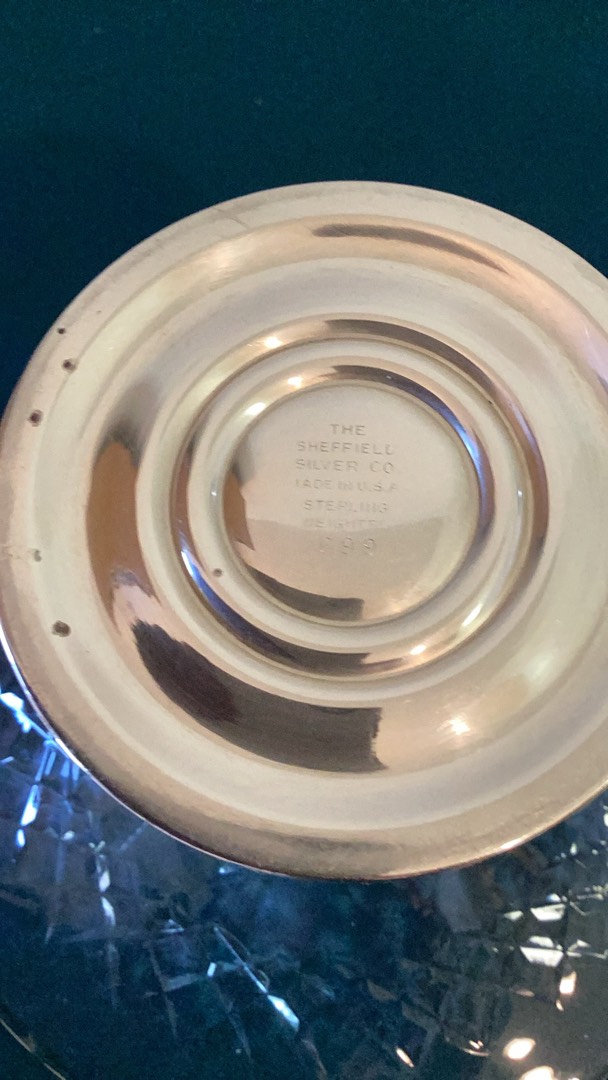 THE
SHEFFIELD
SILVER CO
MADE IN U.S.A
STERLING
WEIGHTED